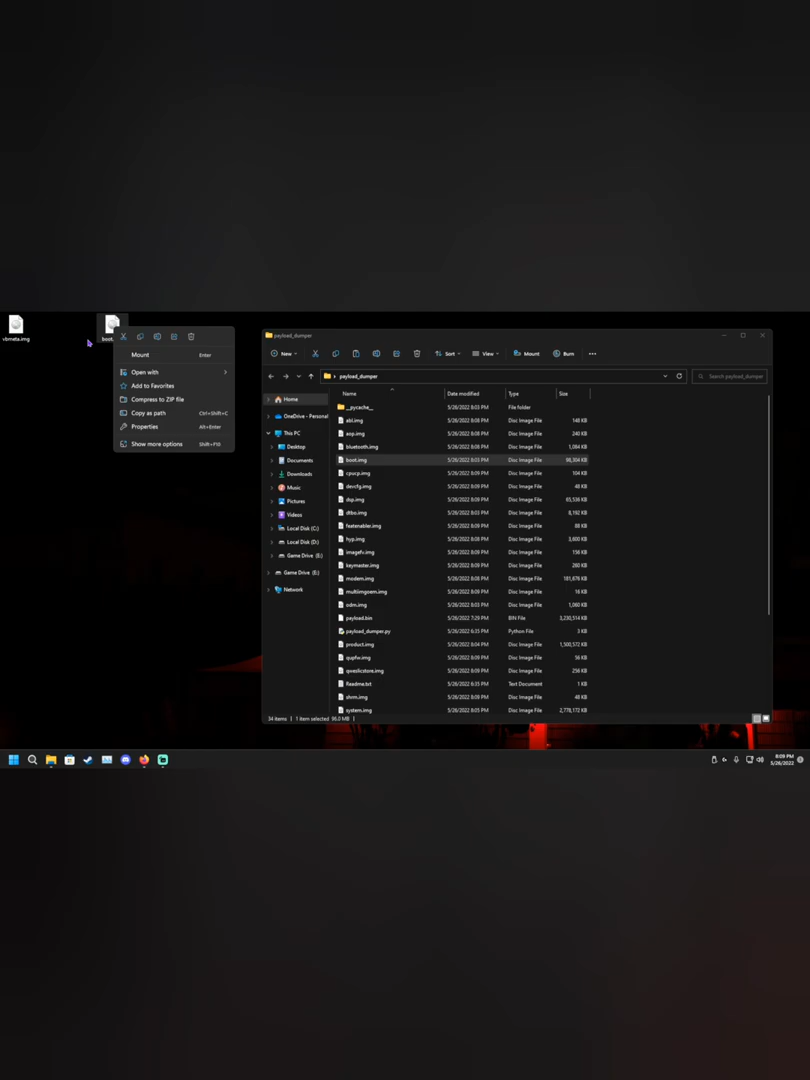 vbmeta.img
boot.
Mount Enter
Open with
Add to Favorites
Compress to ZIP file
Copy as path Ctrl+Shift+C
Properties Alt+Enter
Show more options Shift+F10
payload_dumper
New Sort View Mount Burn
payload_dumper Search payload_dumper
Home
OneDrive - Personal
This PC
Desktop
Documents
Downloads
Music
Pictures
Videos
Local Disk (C:)
Local Disk (D:)
Game Drive (E:)
Game Drive (E:)
Network
Name Date modified Type Size
__pycache__ 5/26/2022 8:03 PM File folder
abl.img 5/26/2022 8:08 PM Disc Image File 148 KB
aop.img 5/26/2022 8:08 PM Disc Image File 240 KB
bluetooth.img 5/26/2022 8:08 PM Disc Image File 1,084 KB
boot.img 5/26/2022 8:03 PM Disc Image File 98,304 KB
cpucp.img 5/26/2022 8:08 PM Disc Image File 104 KB
devcfg.img 5/26/2022 8:08 PM Disc Image File 48 KB
dsp.img 5/26/2022 8:08 PM Disc Image File 65,536 KB
dtbo.img 5/26/2022 8:03 PM Disc Image File 8,192 KB
featenabler.img 5/26/2022 8:08 PM Disc Image File 88 KB
hyp.img 5/26/2022 8:08 PM Disc Image File 3,800 KB
imagefv.img 5/26/2022 8:08 PM Disc Image File 156 KB
keymaster.img 5/26/2022 8:08 PM Disc Image File 260 KB
modem.img 5/26/2022 8:08 PM Disc Image File 181,876 KB
multiimgoem.img 5/26/2022 8:08 PM Disc Image File 16 KB
odm.img 5/26/2022 8:03 PM Disc Image File 1,060 KB
payload.bin 5/26/2022 7:29 PM BIN File 3,230,514 KB
payload_dumper.py 5/26/2022 6:35 PM Python File 3 KB
product.img 5/26/2022 8:04 PM Disc Image File 1,500,572 KB
qupfw.img 5/26/2022 8:08 PM Disc Image File 56 KB
qweslicstore.img 5/26/2022 8:08 PM Disc Image File 256 KB
Readme.txt 5/26/2022 6:35 PM Text Document 1 KB
shrm.img 5/26/2022 8:08 PM Disc Image File 48 KB
system.img 5/26/2022 8:05 PM Disc Image File 2,778,172 KB
34 items 1 item selected 96.0 MB
8:09 PM
5/26/2022